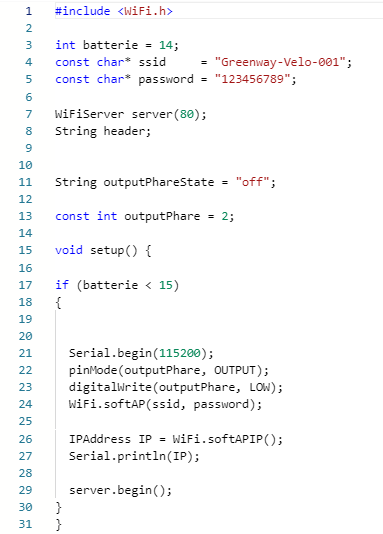 1 #include <WiFi.h>
2
3 int batterie = 14;
4 const char* ssid     = "Greenway-Velo-001";
5 const char* password = "123456789";
6
7 WiFiServer server(80);
8 String header;
9
10
11 String outputPhareState = "off";
12
13 const int outputPhare = 2;
14
15 void setup() {
16
17 if (batterie < 15)
18 {
19
20
21   Serial.begin(115200);
22   pinMode(outputPhare, OUTPUT);
23   digitalWrite(outputPhare, LOW);
24   WiFi.softAP(ssid, password);
25
26   IPAddress IP = WiFi.softAPIP();
27   Serial.println(IP);
28
29   server.begin();
30 }
31 }